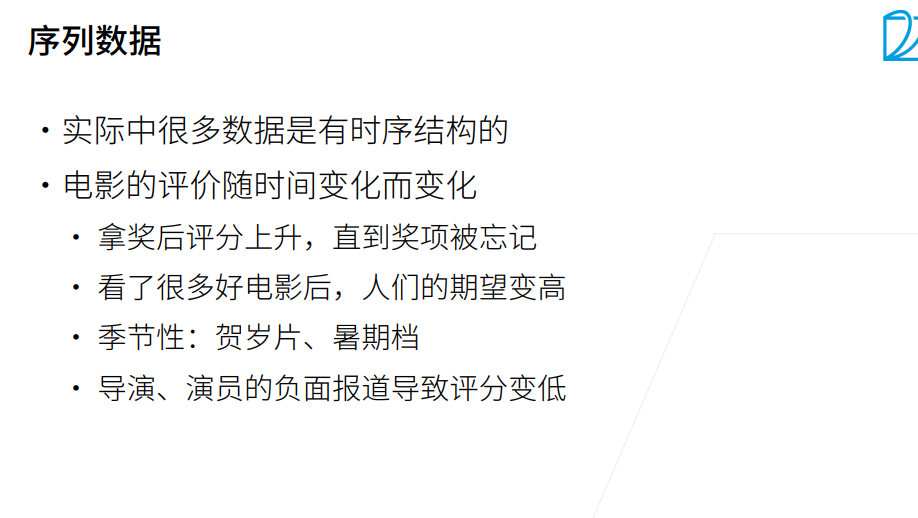 序列数据
• 实际中很多数据是有时序结构的
• 电影的评价随时间变化而变化
• 拿奖后评分上升，直到奖项被忘记
• 看了很多好电影后，人们的期望变高
• 季节性：贺岁片、暑期档
• 导演、演员的负面报道导致评分变低